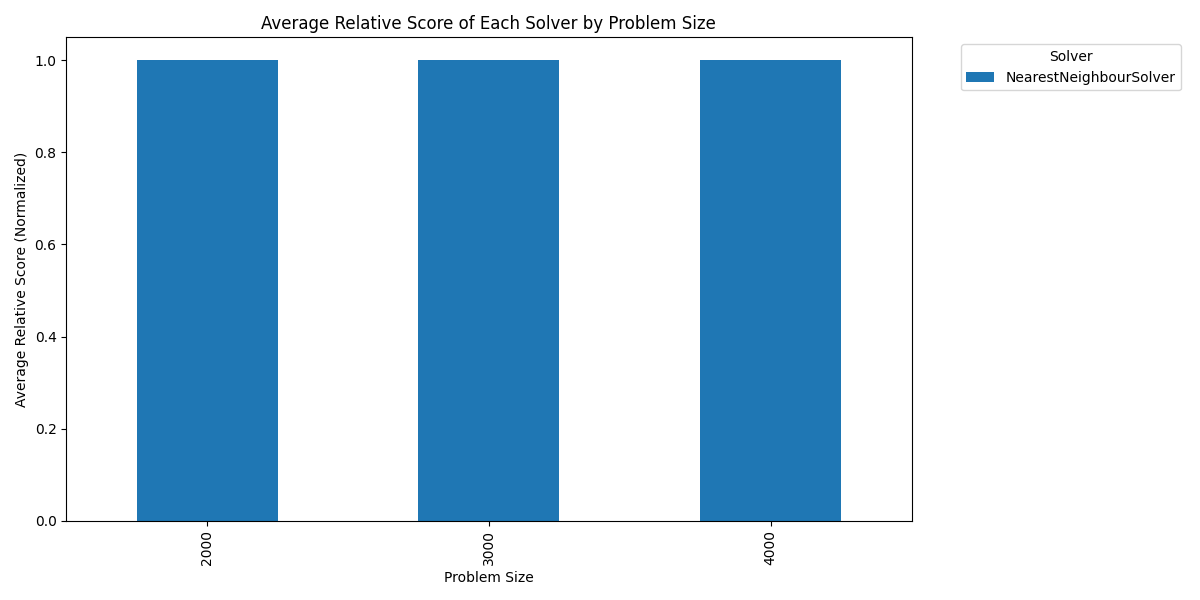 Average Relative Score of Each Solver by Problem Size
Solver
NearestNeighbourSolver
Average Relative Score (Normalized)
1.0
0.8
0.6
0.4
0.2
0.0
2000
3000
4000
Problem Size